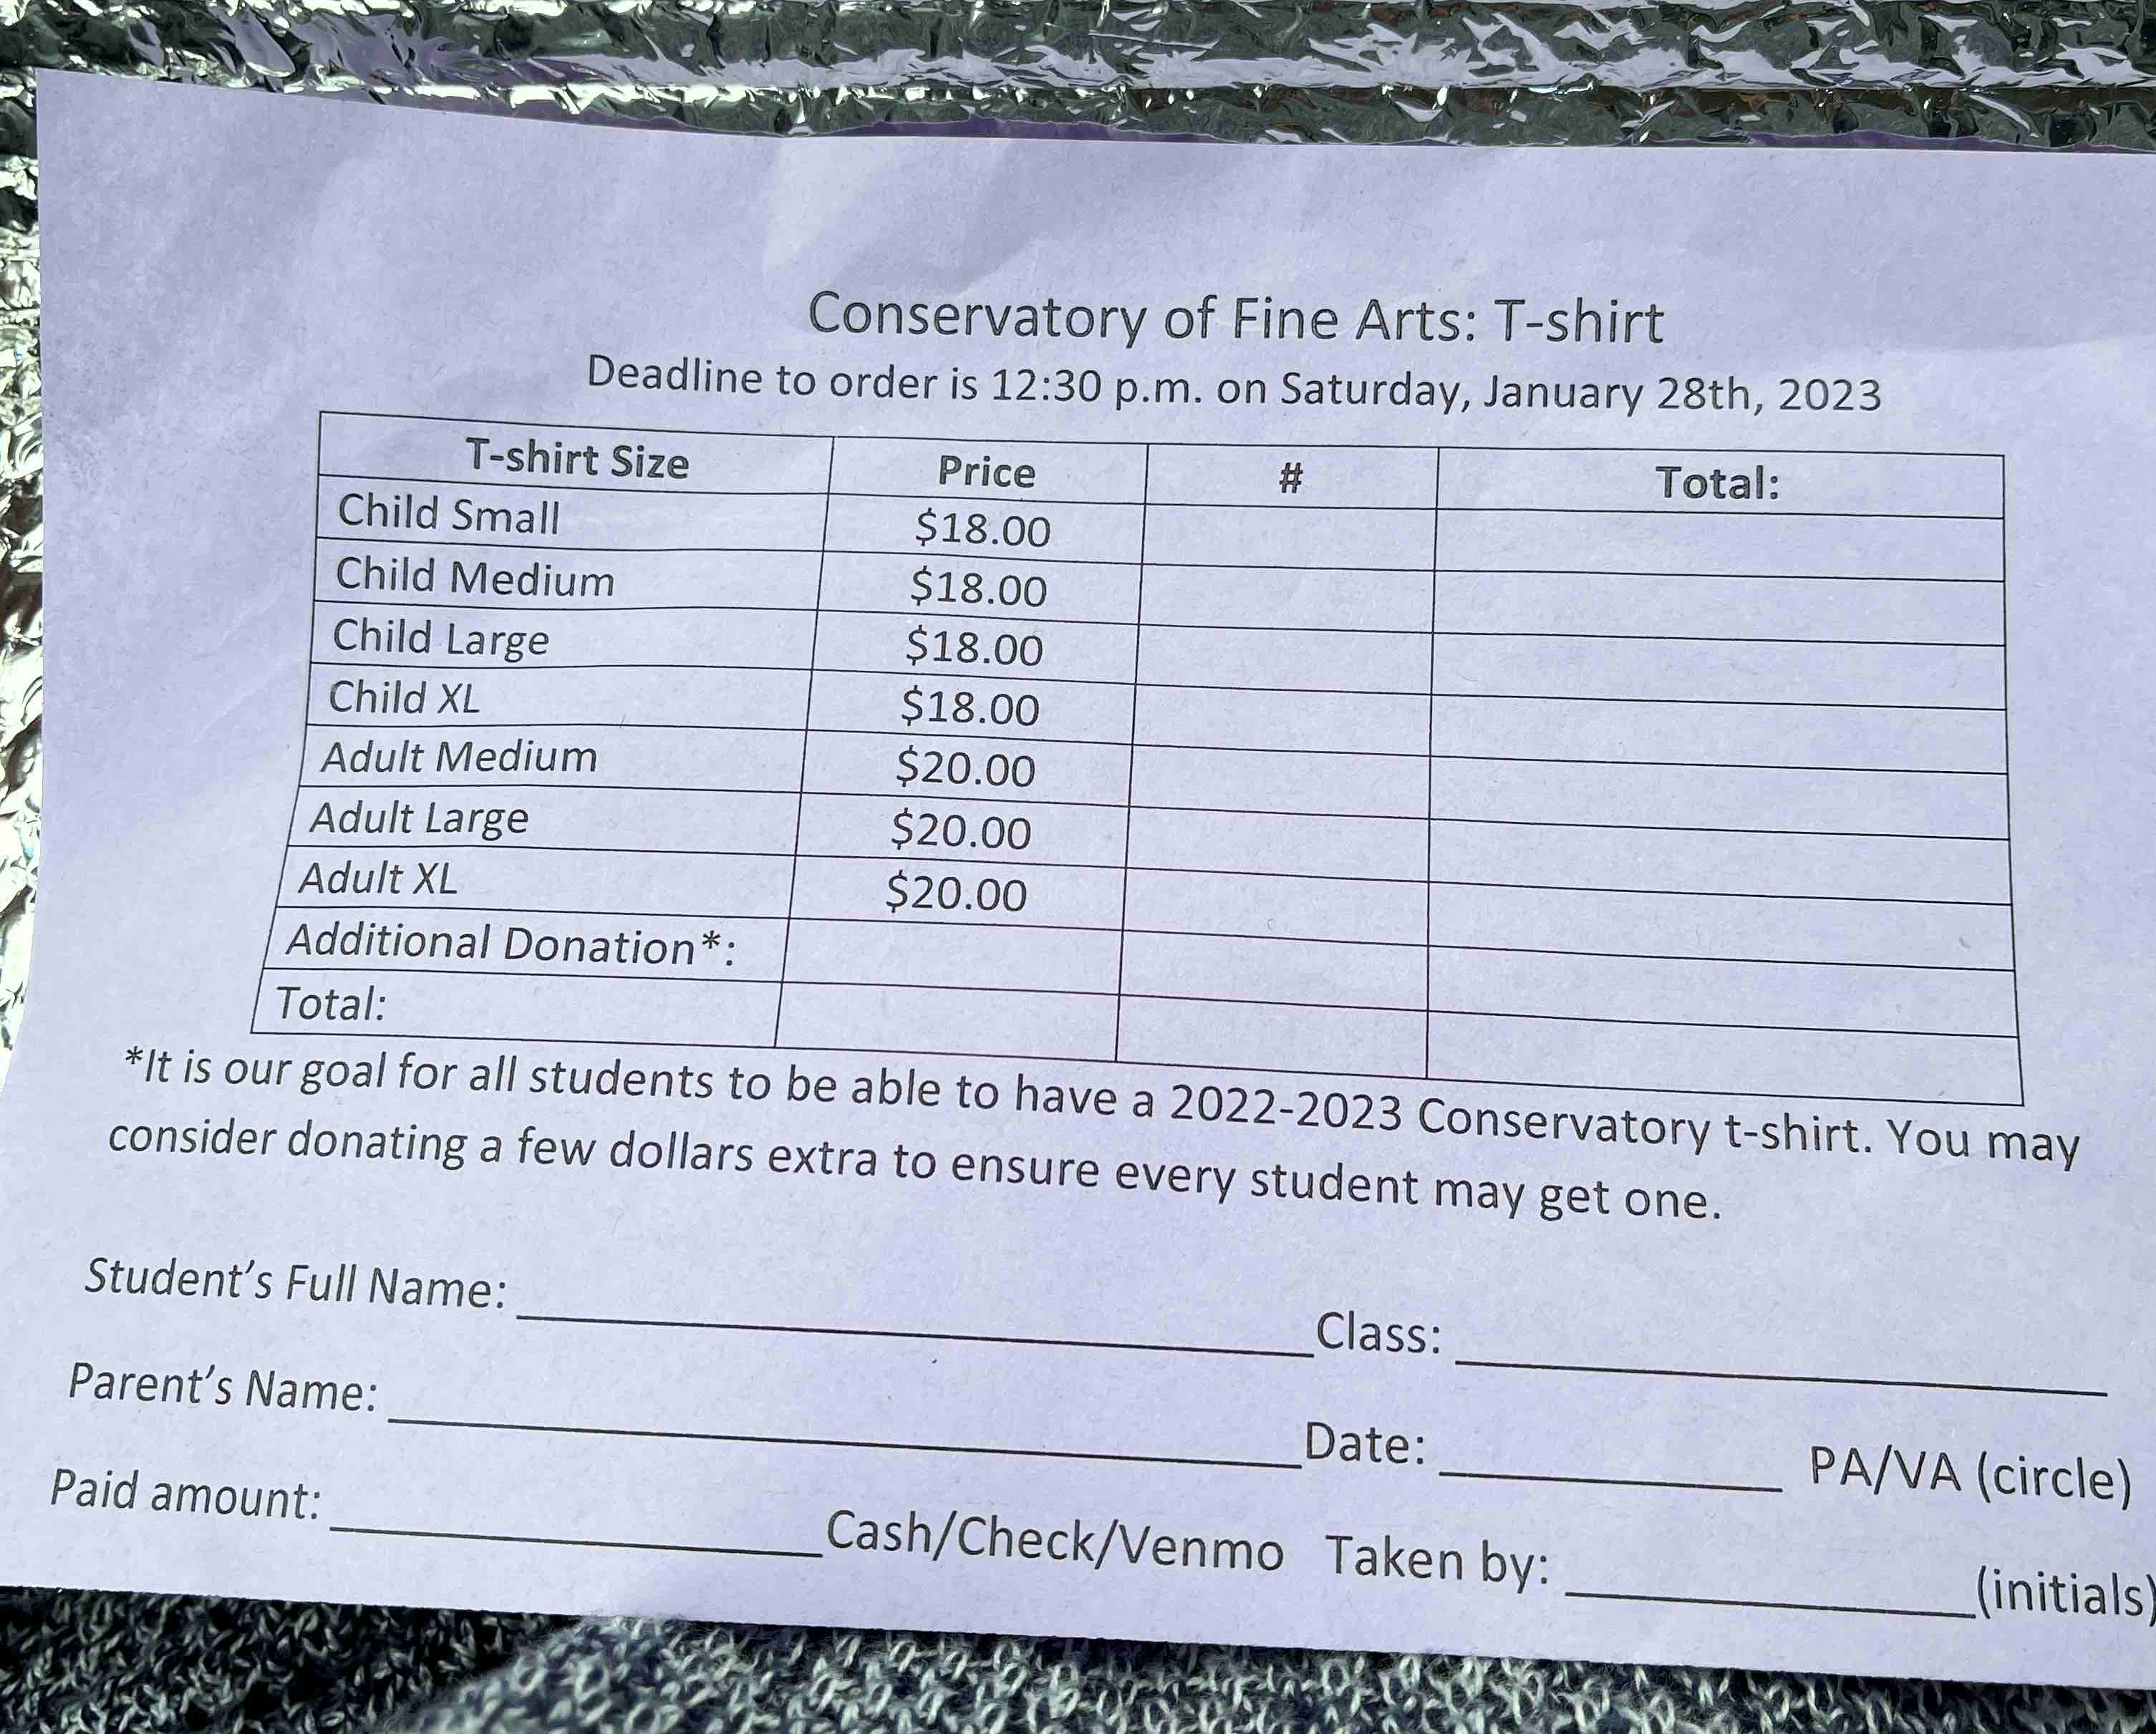 Conservatory of Fine Arts: T-shirt
Deadline to order is 12:30 p.m. on Saturday, January 28th, 2023
T-shirt Size Price # Total:
Child Small $18.00
Child Medium $18.00
Child Large $18.00
Child XL $18.00
Adult Medium $20.00
Adult Large $20.00
Adult XL $20.00
Additional Donation*:
Total:
*It is our goal for all students to be able to have a 2022-2023 Conservatory t-shirt. You may
consider donating a few dollars extra to ensure every student may get one.
Student's Full Name: Class:
Parent's Name: Date: PA/VA (circle)
Paid amount: Cash/Check/Venmo Taken by: (initials)